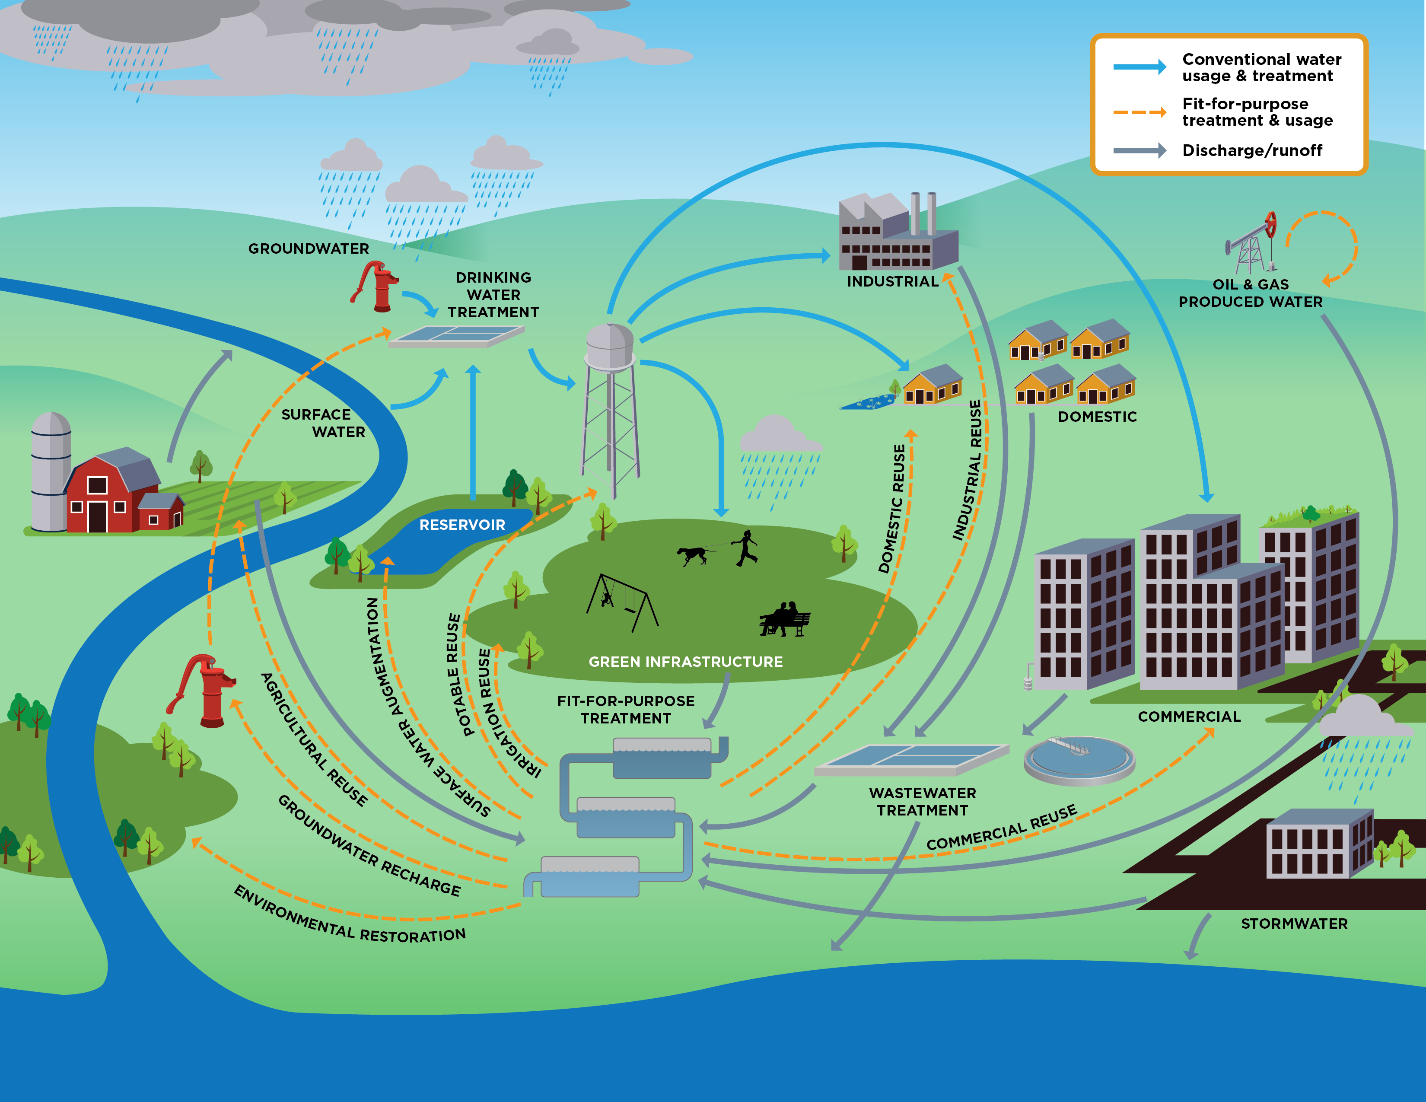 Conventional water
usage & treatment
Fit-for-purpose
treatment & usage
Discharge/runoff
GROUNDWATER
DRINKING
WATER
TREATMENT
INDUSTRIAL
OIL & GAS
PRODUCED WATER
SURFACE
WATER
DOMESTIC
RESERVOIR
DOMESTIC REUSE
INDUSTRIAL REUSE
GREEN INFRASTRUCTURE
AGRICULTURAL REUSE
SURFACE WATER AUGMENTATION
POTABLE REUSE
IRRIGATION REUSE
FIT-FOR-PURPOSE
TREATMENT
COMMERCIAL
WASTEWATER
TREATMENT
COMMERCIAL REUSE
GROUNDWATER RECHARGE
ENVIRONMENTAL RESTORATION
STORMWATER